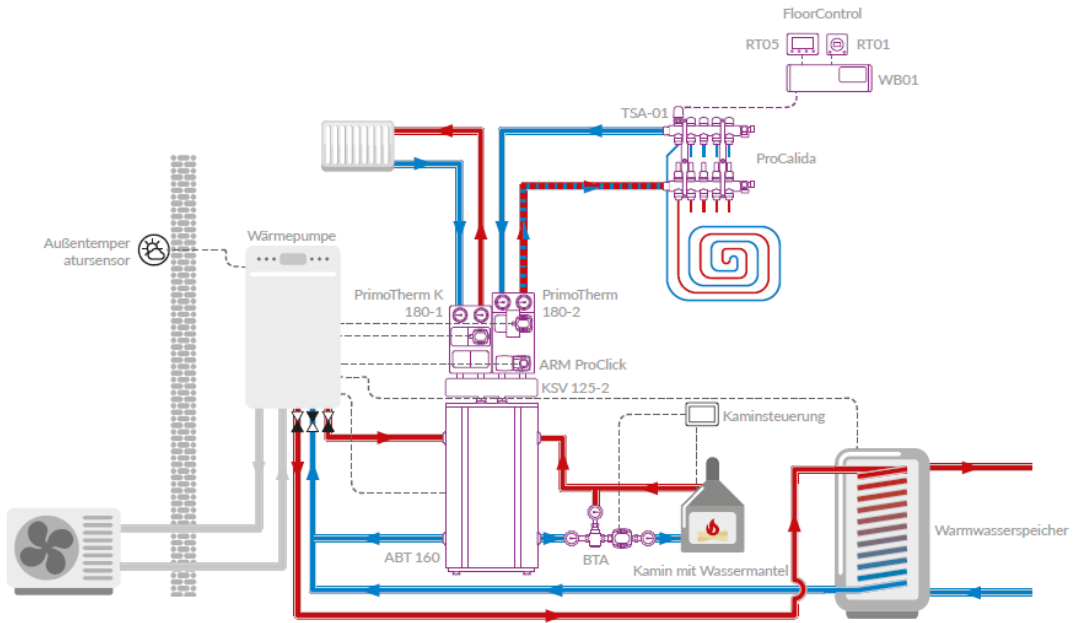 FloorControl
RT05
RT01
WB01
TSA-01
ProCalida
Außentemper
atursensor
Wärmepumpe
PrimoTherm K
180-1
PrimoTherm
180-2
ARM ProClick
KSV 125-2
Kaminsteuerung
ABT 160
BTA
Kamin mit Wassermantel
Warmwasserspeicher